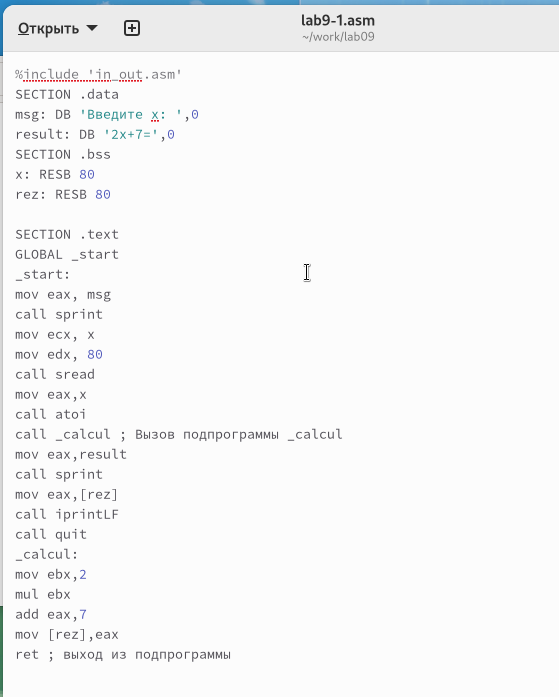 Открыть
lab9-1.asm
~/work/lab09
%include 'in_out.asm'
SECTION .data
msg: DB 'Введите x: ',0
result: DB '2x+7=',0
SECTION .bss
x: RESB 80
rez: RESB 80
SECTION .text
GLOBAL _start
_start:
mov eax, msg
call sprint
mov ecx, x
mov edx, 80
call sread
mov eax,x
call atoi
call _calcul ; Вызов подпрограммы _calcul
mov eax,result
call sprint
mov eax,[rez]
call iprintLF
call quit
_calcul:
mov ebx,2
mul ebx
add eax,7
mov [rez],eax
ret ; выход из подпрограммы